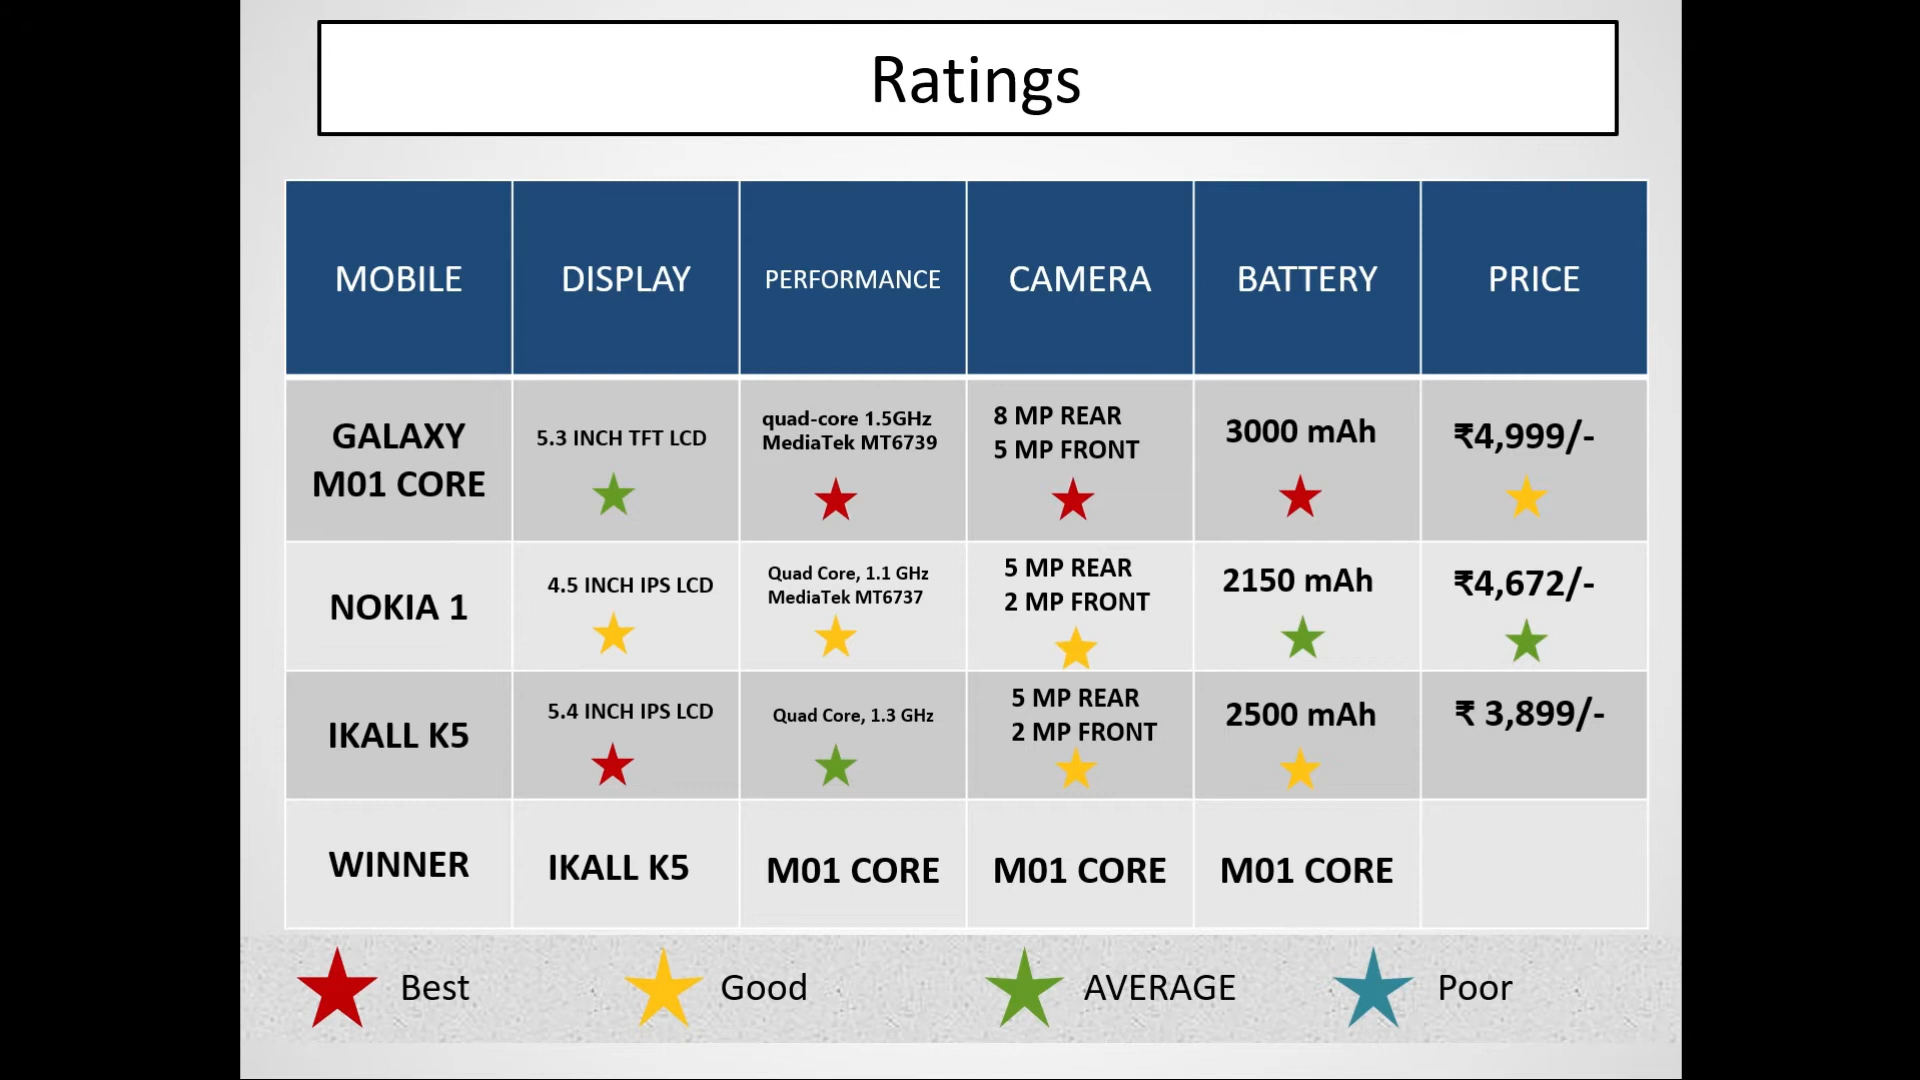 Ratings
MOBILE
DISPLAY
PERFORMANCE
CAMERA
BATTERY
PRICE
GALAXY
M01 CORE
5.3 INCH TFT LCD
quad-core 1.5GHz
MediaTek MT6739
8 MP REAR
5 MP FRONT
3000 mAh
₹4,999/-
NOKIA 1
4.5 INCH IPS LCD
Quad Core, 1.1 GHz
MediaTek MT6737
5 MP REAR
2 MP FRONT
2150 mAh
₹4,672/-
IKALL K5
5.4 INCH IPS LCD
Quad Core, 1.3 GHz
5 MP REAR
2 MP FRONT
2500 mAh
₹ 3,899/-
WINNER
IKALL K5
M01 CORE
M01 CORE
M01 CORE
Best
Good
AVERAGE
Poor